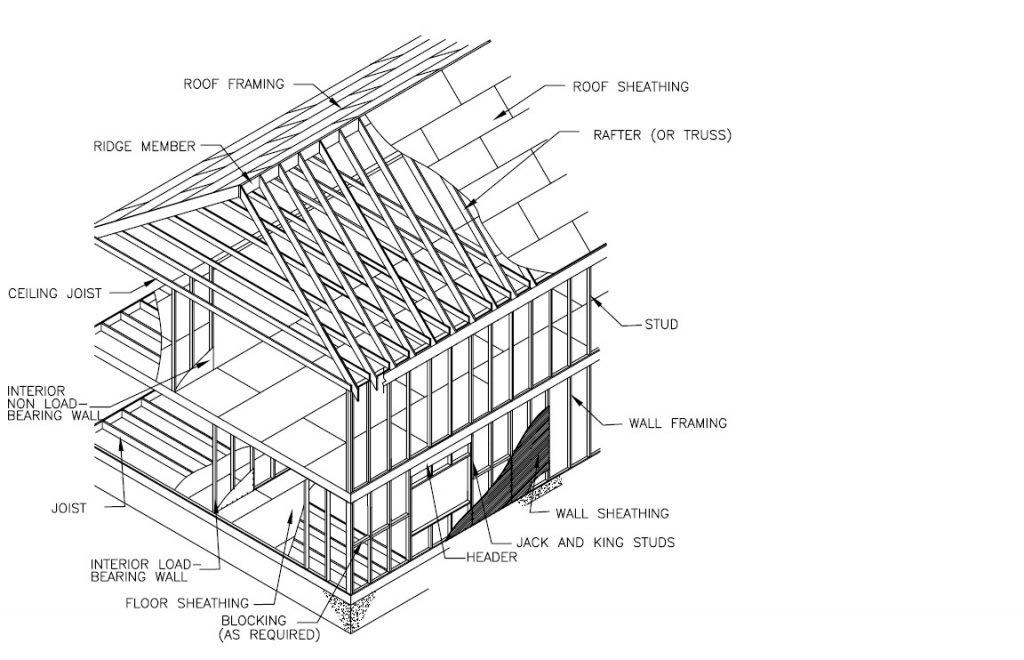 ROOF FRAMING
ROOF SHEATHING
RAFTER (OR TRUSS)
RIDGE MEMBER
CEILING JOIST
STUD
INTERIOR
NON LOAD-
BEARING WALL
WALL FRAMING
JOIST
WALL SHEATHING
JACK AND KING STUDS
HEADER
INTERIOR LOAD-
BEARING WALL
FLOOR SHEATHING
BLOCKING
(AS REQUIRED)